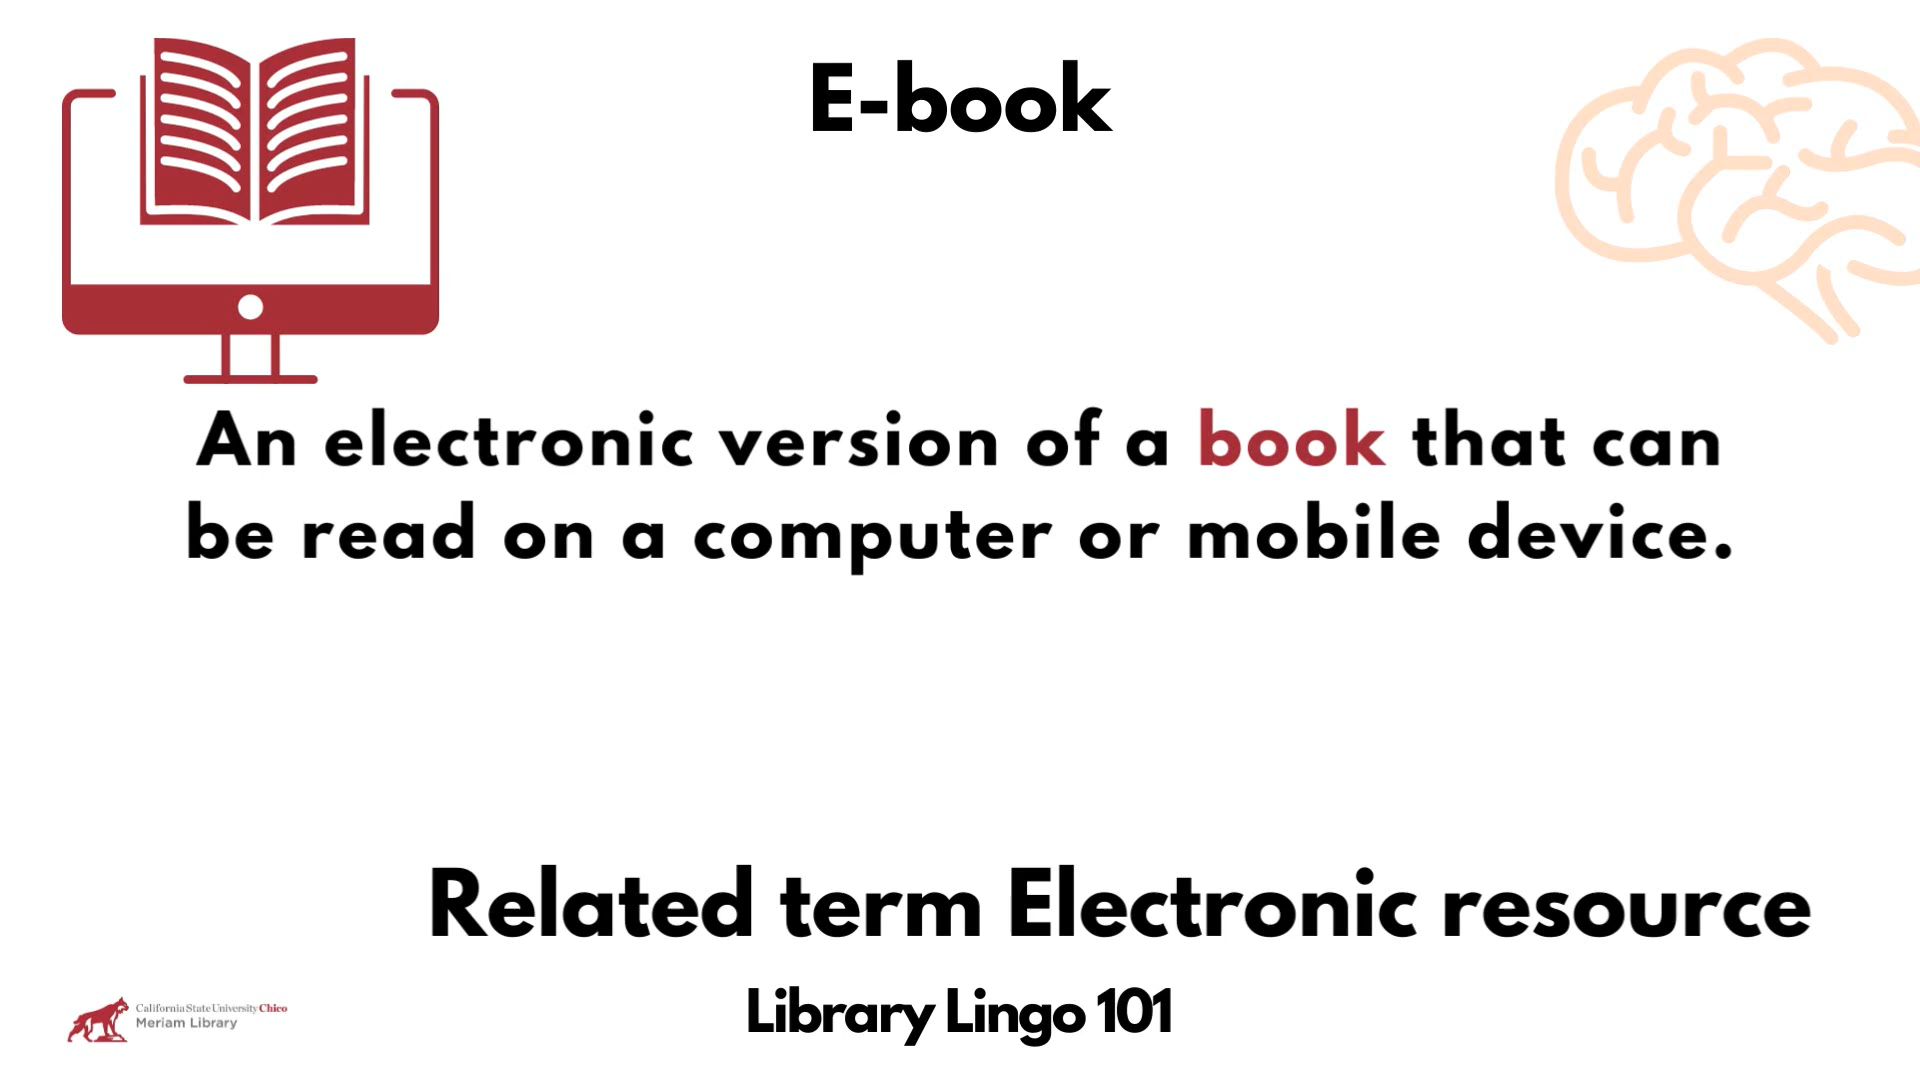 E-book
An electronic version of a book that can
be read on a computer or mobile device.
Related term Electronic resource
Library Lingo 101
California State University Chico
Meriam Library